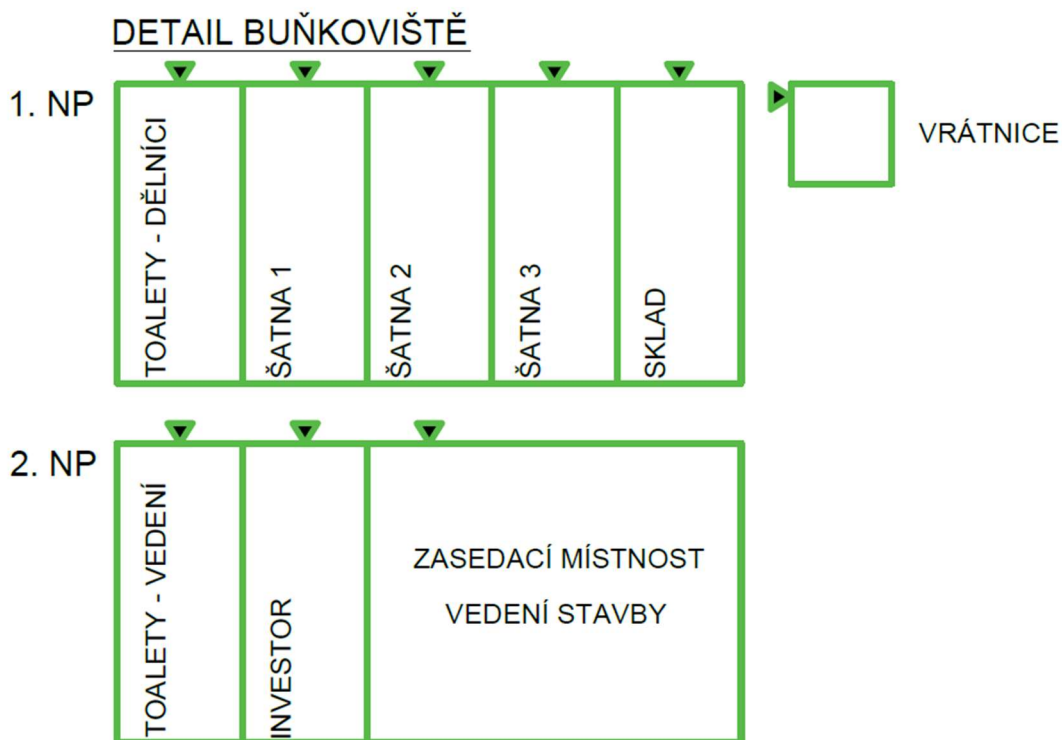 DETAIL BUŇKOVIŠTĚ
1. NP
TOALETY - DĚLNÍCI
ŠATNA 1
ŠATNA 2
ŠATNA 3
SKLAD
VRÁTNICE
2. NP
TOALETY - VEDENÍ
INVESTOR
ZASEDACÍ MÍSTNOST
VEDENÍ STAVBY